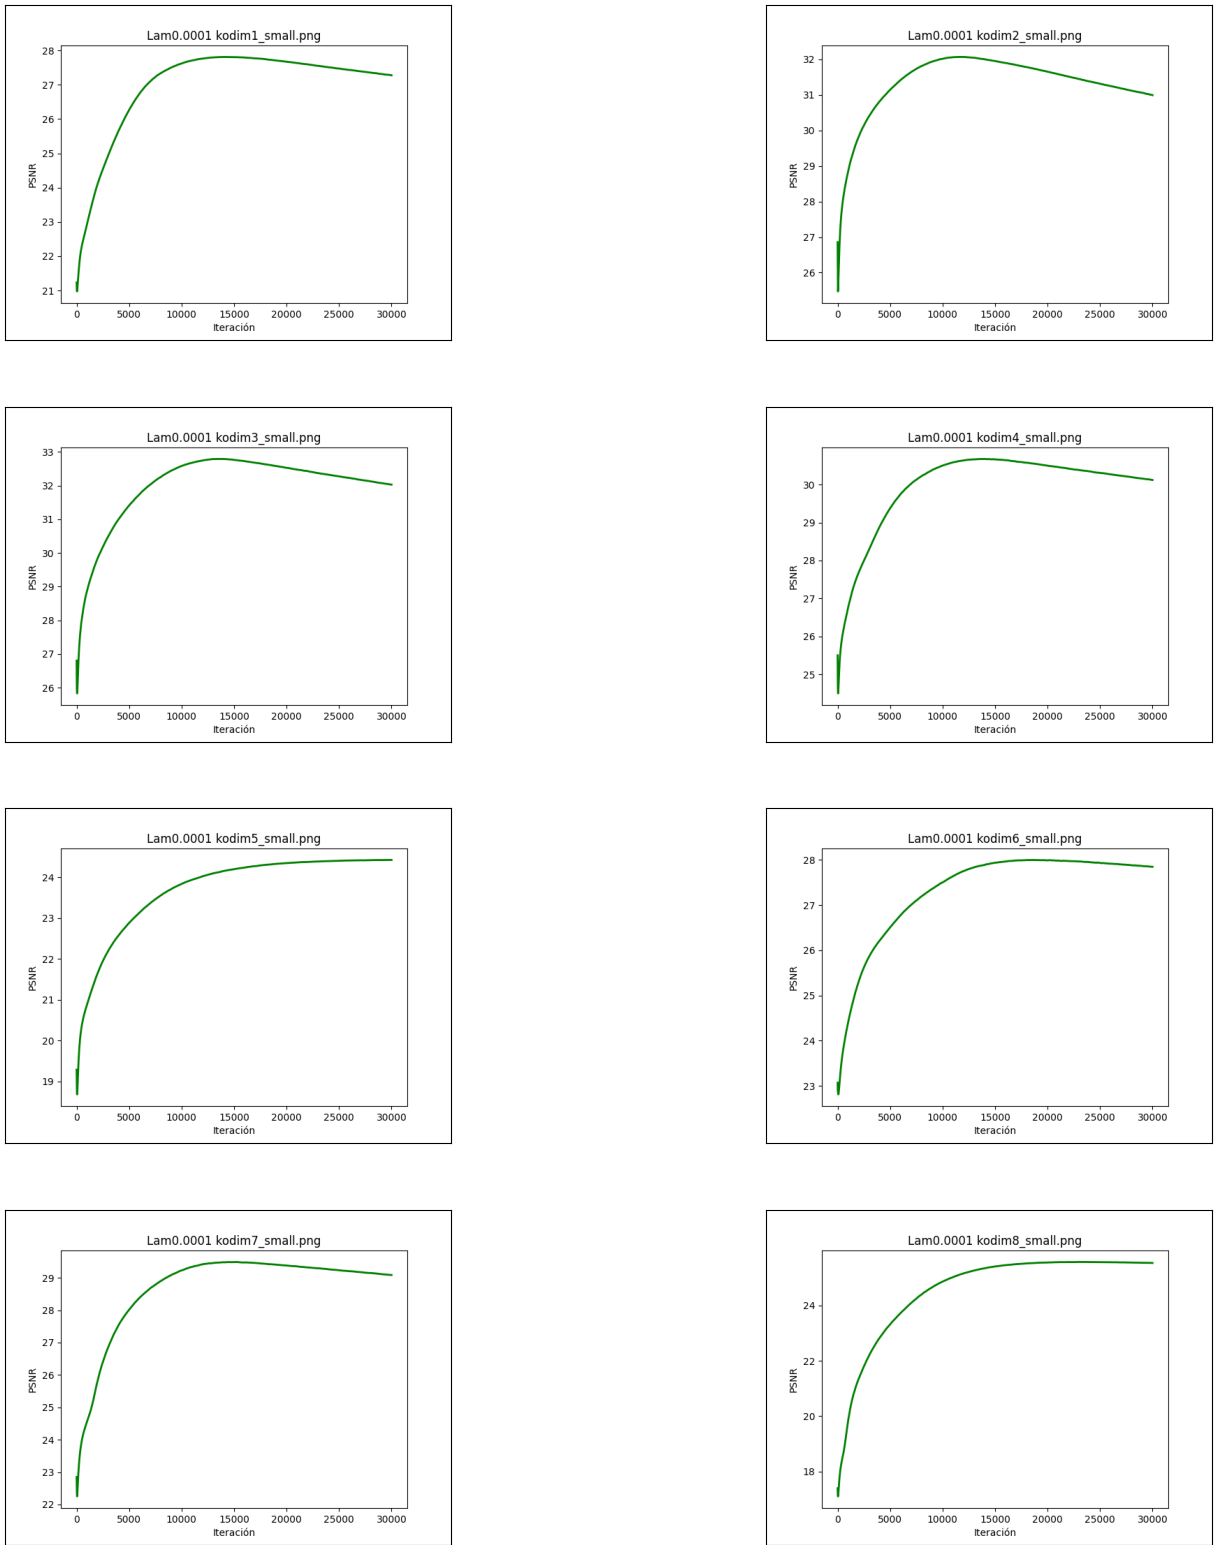 Lam0.0001 kodim1_small.png
28
27
26
25
24
23
22
21
PSNR
0 5000 10000 15000 20000 25000 30000
Iteración
Lam0.0001 kodim2_small.png
32
31
30
29
28
27
26
PSNR
0 5000 10000 15000 20000 25000 30000
Iteración
Lam0.0001 kodim3_small.png
33
32
31
30
29
28
27
26
PSNR
0 5000 10000 15000 20000 25000 30000
Iteración
Lam0.0001 kodim4_small.png
30
29
28
27
26
25
PSNR
0 5000 10000 15000 20000 25000 30000
Iteración
Lam0.0001 kodim5_small.png
24
23
22
21
20
19
PSNR
0 5000 10000 15000 20000 25000 30000
Iteración
Lam0.0001 kodim6_small.png
28
27
26
25
24
23
PSNR
0 5000 10000 15000 20000 25000 30000
Iteración
Lam0.0001 kodim7_small.png
29
28
27
26
25
24
23
22
PSNR
0 5000 10000 15000 20000 25000 30000
Iteración
Lam0.0001 kodim8_small.png
24
22
20
18
PSNR
0 5000 10000 15000 20000 25000 30000
Iteración